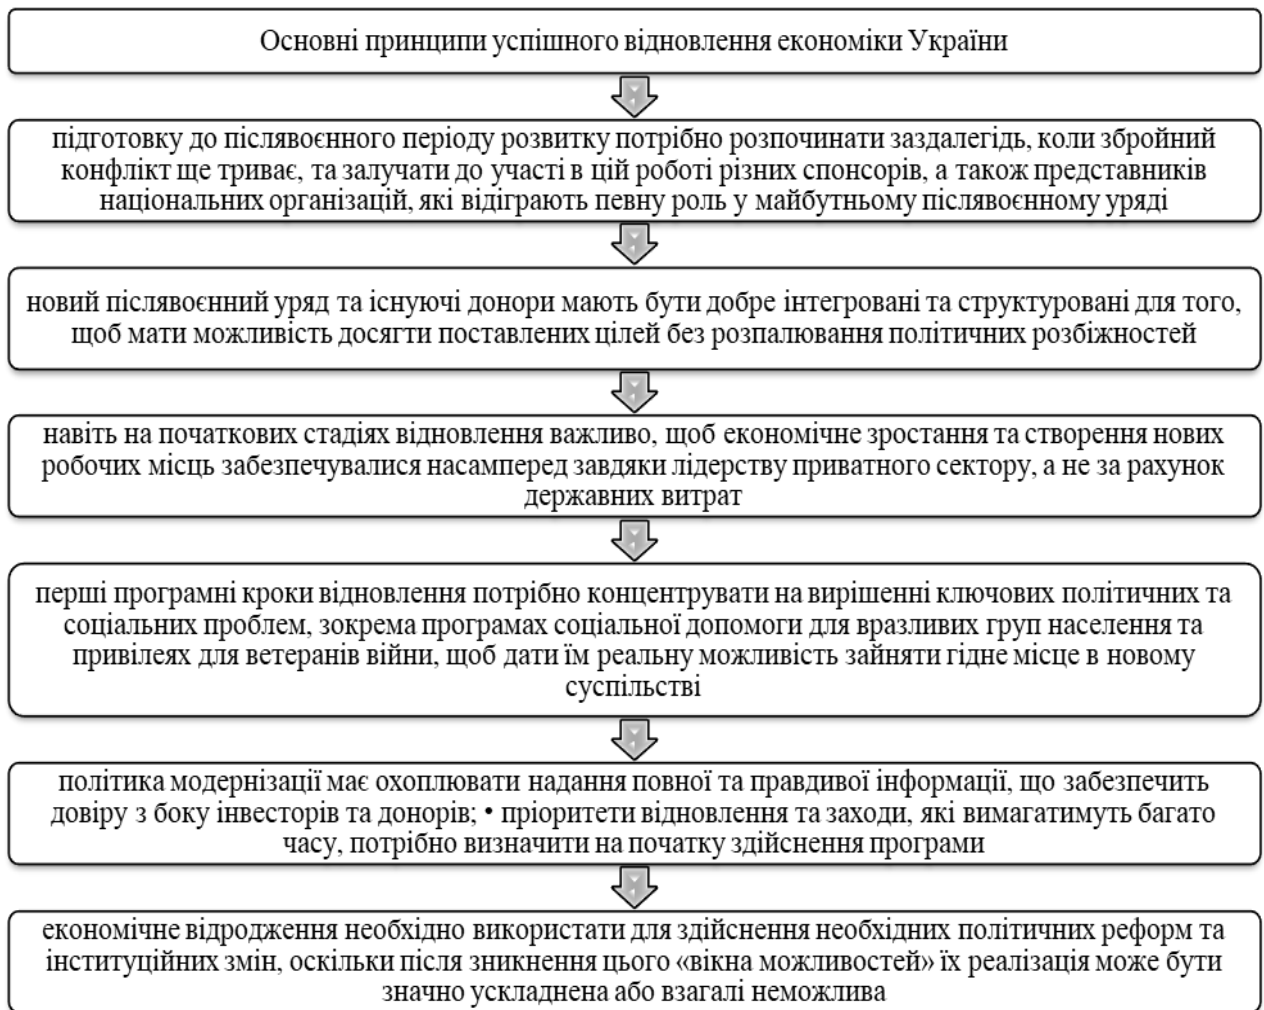 Основні принципи успішного відновлення економіки України
підготовку до післявоєнного періоду розвитку потрібно розпочинати заздалегідь, коли збройний
конфлікт ще триває, та залучати до участі в цій роботі різних спонсорів, а також представників
національних організацій, які відіграють певну роль у майбутньому післявоєнному уряді
новий післявоєнний уряд та існуючі донори мають бути добре інтегровані та структуровані для того,
щоб мати можливість досягти поставлених цілей без розпалювання політичних розбіжностей
навіть на початкових стадіях відновлення важливо, щоб економічне зростання та створення нових
робочих місць забезпечувалися насамперед завдяки лідерству приватного сектору, а не за рахунок
державних витрат
перші програмні кроки відновлення потрібно концентрувати на вирішенні ключових політичних та
соціальних проблем, зокрема програмах соціальної допомоги для вразливих груп населення та
привілеях для ветеранів війни, щоб дати їм реальну можливість зайняти гідне місце в новому
суспільстві
політика модернізації має охоплювати надання повної та правдивої інформації, що забезпечить
довіру з боку інвесторів та донорів; • пріоритети відновлення та заходи, які вимагатимуть багато
часу, потрібно визначити на початку здійснення програми
економічне відродження необхідно використати для здійснення необхідних політичних реформ та
інституційних змін, оскільки після зникнення цього «вікна можливостей» їх реалізація може бути
значно ускладнена або взагалі неможлива